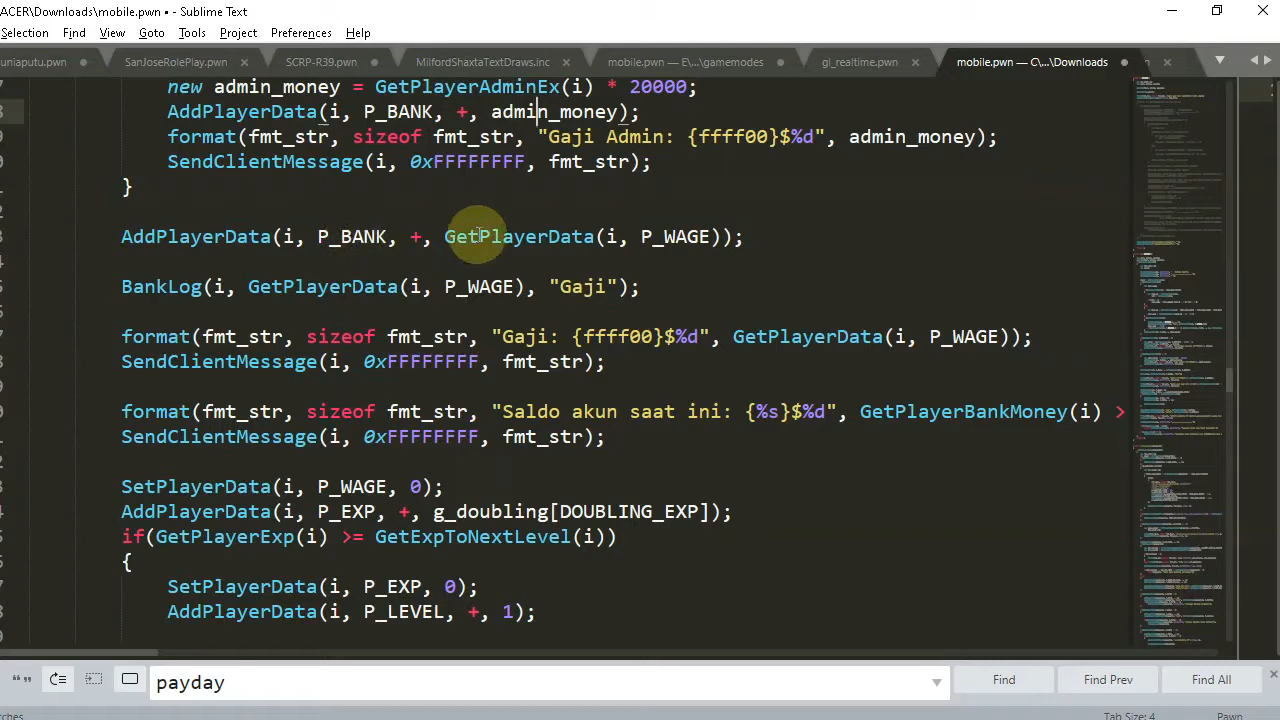 ACER\Downloads\mobile.pwn • - Sublime Text
Selection Find View Goto Tools Project Preferences Help
uniaputu.pwn SanJoseRolePlay.pwn SCRP-R39.pwn MilfordShaxtaTextDraws.inc mobile.pwn — E:\...\gamemodes gl_realtime.pwn mobile.pwn — C:\...\Downloads
new admin_money = GetPlayerAdminEx(i) * 20000;
AddPlayerData(i, P_BANK, +, admin_money);
format(fmt_str, sizeof fmt_str, "Gaji Admin: {ffff00}$%d", admin_money);
SendClientMessage(i, 0xFFFFFFFF, fmt_str);
}
AddPlayerData(i, P_BANK, +, GetPlayerData(i, P_WAGE));
BankLog(i, GetPlayerData(i, P_WAGE), "Gaji");
format(fmt_str, sizeof fmt_str, "Gaji: {ffff00}$%d", GetPlayerData(i, P_WAGE));
SendClientMessage(i, 0xFFFFFFFF, fmt_str);
format(fmt_str, sizeof fmt_str, "Saldo akun saat ini: {%s}$%d", GetPlayerBankMoney(i) >
SendClientMessage(i, 0xFFFFFFFF, fmt_str);
SetPlayerData(i, P_WAGE, 0);
AddPlayerData(i, P_EXP, +, g_doubling[DOUBLING_EXP]);
if(GetPlayerExp(i) >= GetExpToNextLevel(i))
{
SetPlayerData(i, P_EXP, 0);
AddPlayerData(i, P_LEVEL, +, 1);
payday Find Find Prev Find All
Tab Size: 4 Pawn